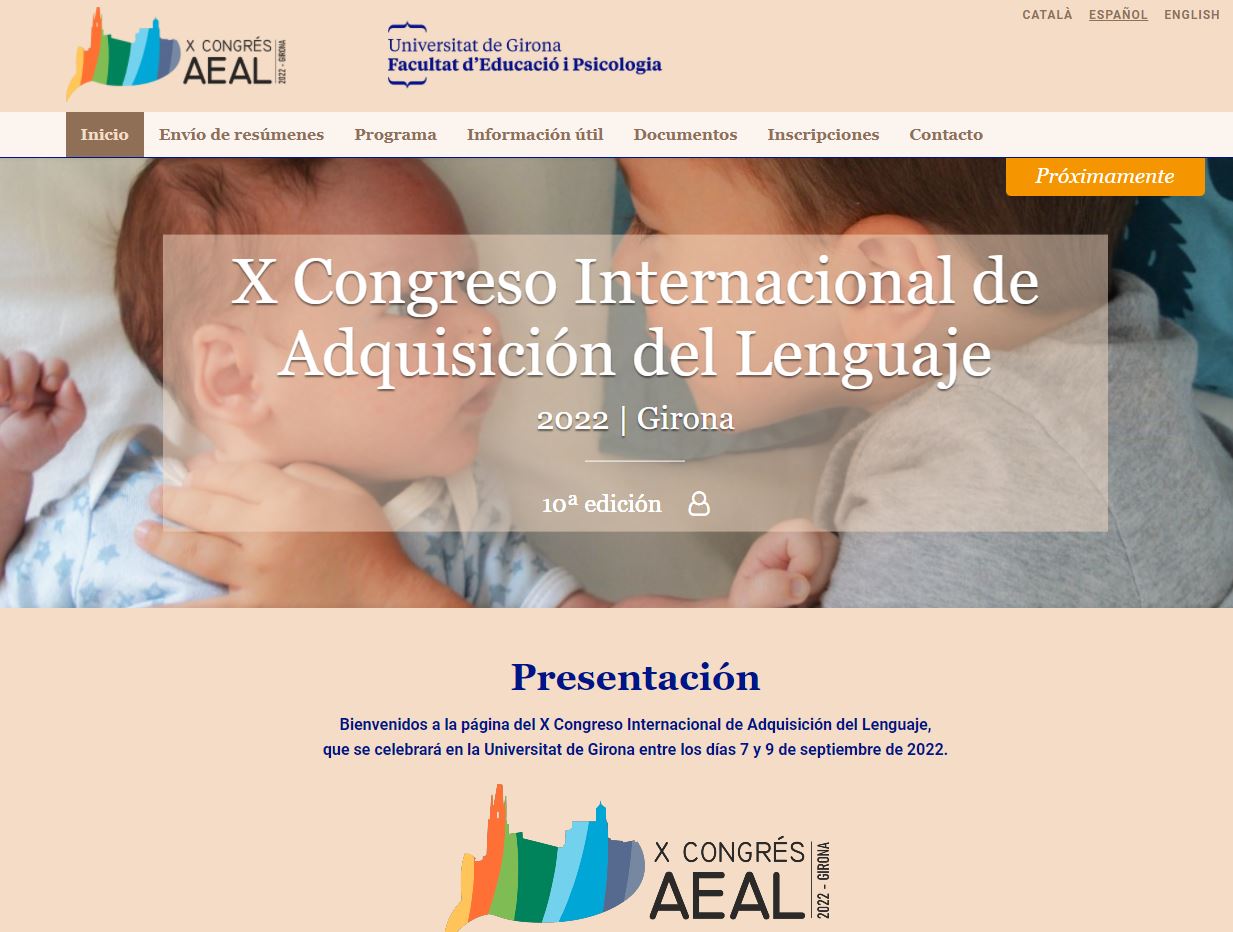 X CONGRÉS
AEAL
2022 - GIRONA
Universitat de Girona
Facultat d'Educació i Psicologia
CATALÀ ESPAÑOL ENGLISH
Inicio Envío de resúmenes Programa Información útil Documentos Inscripciones Contacto
Próximamente
X Congreso Internacional de
Adquisición del Lenguaje
2022 | Girona
10ª edición
Presentación
Bienvenidos a la página del X Congreso Internacional de Adquisición del Lenguaje,
que se celebrará en la Universitat de Girona entre los días 7 y 9 de septiembre de 2022.
X CONGRÉS
AEAL
2022 - GIRONA